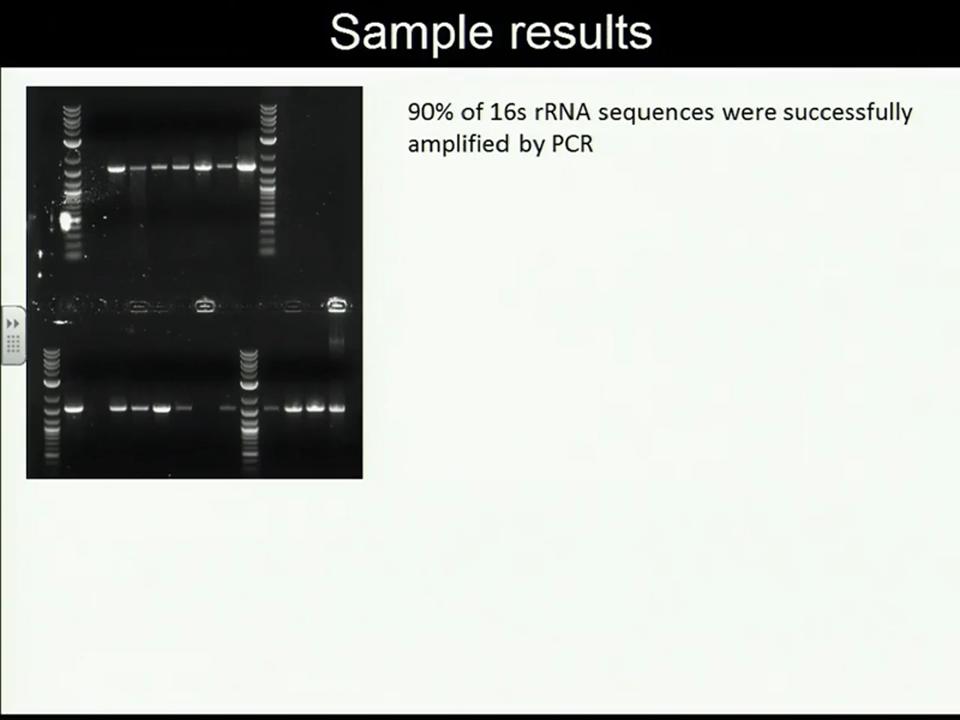 Sample results
90% of 16s rRNA sequences were successfully
amplified by PCR